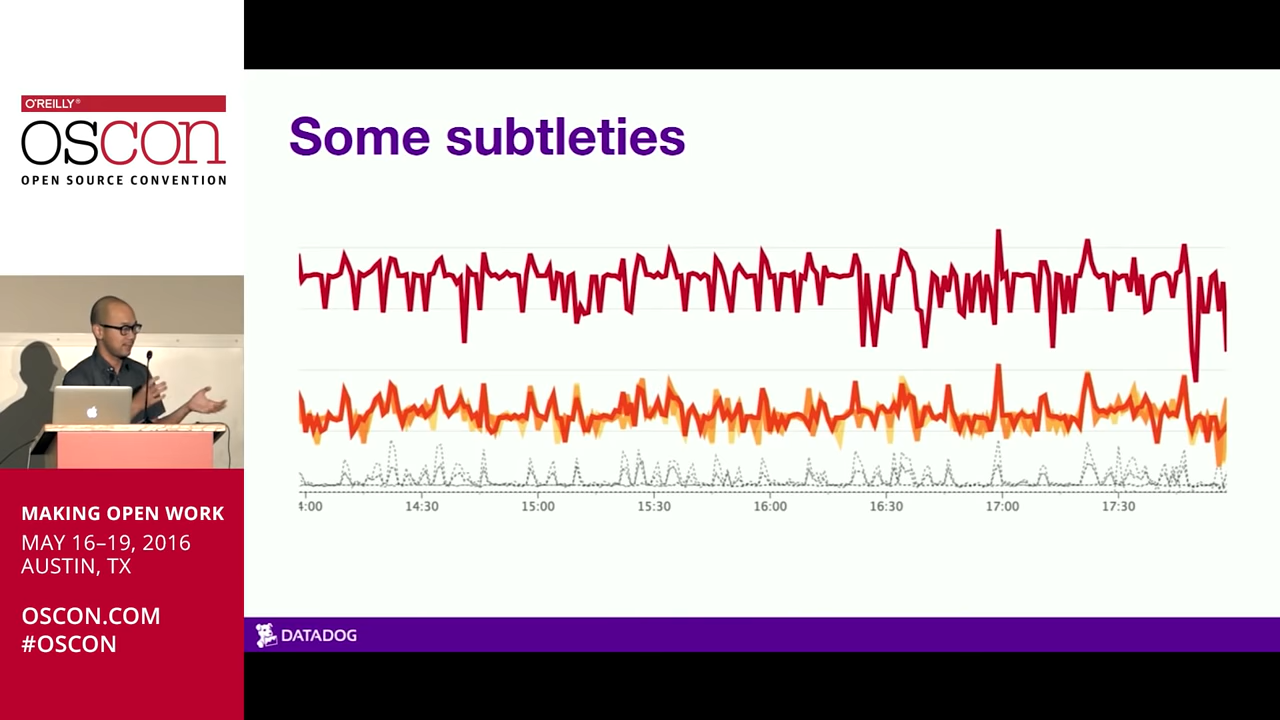 O'REILLY®
OSCON
OPEN SOURCE CONVENTION
MAKING OPEN WORK
MAY 16–19, 2016
AUSTIN, TX
OSCON.COM
#OSCON
Some subtleties
4:00 14:30 15:00 15:30 16:00 16:30 17:00 17:30
DATADOG